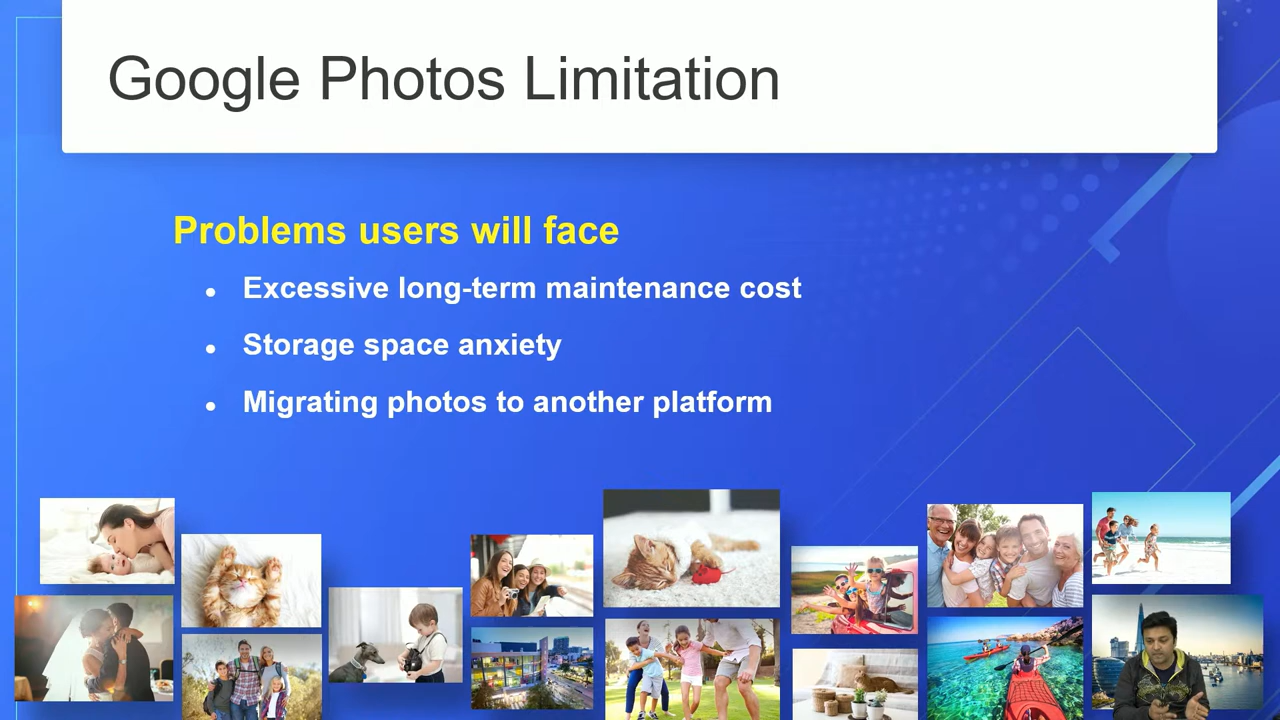 Google Photos Limitation
Problems users will face
Excessive long-term maintenance cost
Storage space anxiety
Migrating photos to another platform